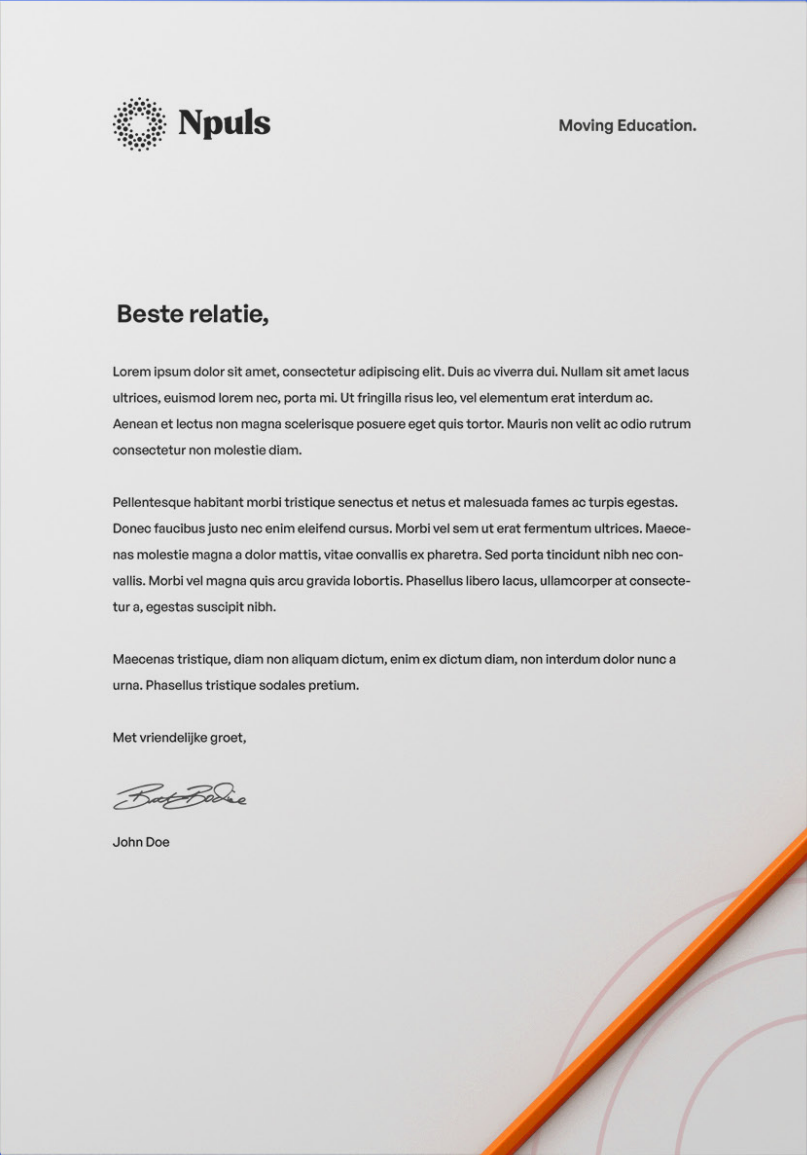 Npuls
Moving Education.
Beste relatie,
Lorem ipsum dolor sit amet, consectetur adipiscing elit. Duis ac viverra dui. Nullam sit amet lacus
ultrices, euismod lorem nec, porta mi. Ut fringilla risus leo, vel elementum erat interdum ac.
Aenean et lectus non magna scelerisque posuere eget quis tortor. Mauris non velit ac odio rutrum
consectetur non molestie diam.
Pellentesque habitant morbi tristique senectus et netus et malesuada fames ac turpis egestas.
Donec faucibus justo nec enim eleifend cursus. Morbi vel sem ut erat fermentum ultrices. Maece-
nas molestie magna a dolor mattis, vitae convallis ex pharetra. Sed porta tincidunt nibh nec con-
vallis. Morbi vel magna quis arcu gravida lobortis. Phasellus libero lacus, ullamcorper at consecte-
tur a, egestas suscipit nibh.
Maecenas tristique, diam non aliquam dictum, enim ex dictum diam, non interdum dolor nunc a
urna. Phasellus tristique sodales pretium.
Met vriendelijke groet,
John Doe